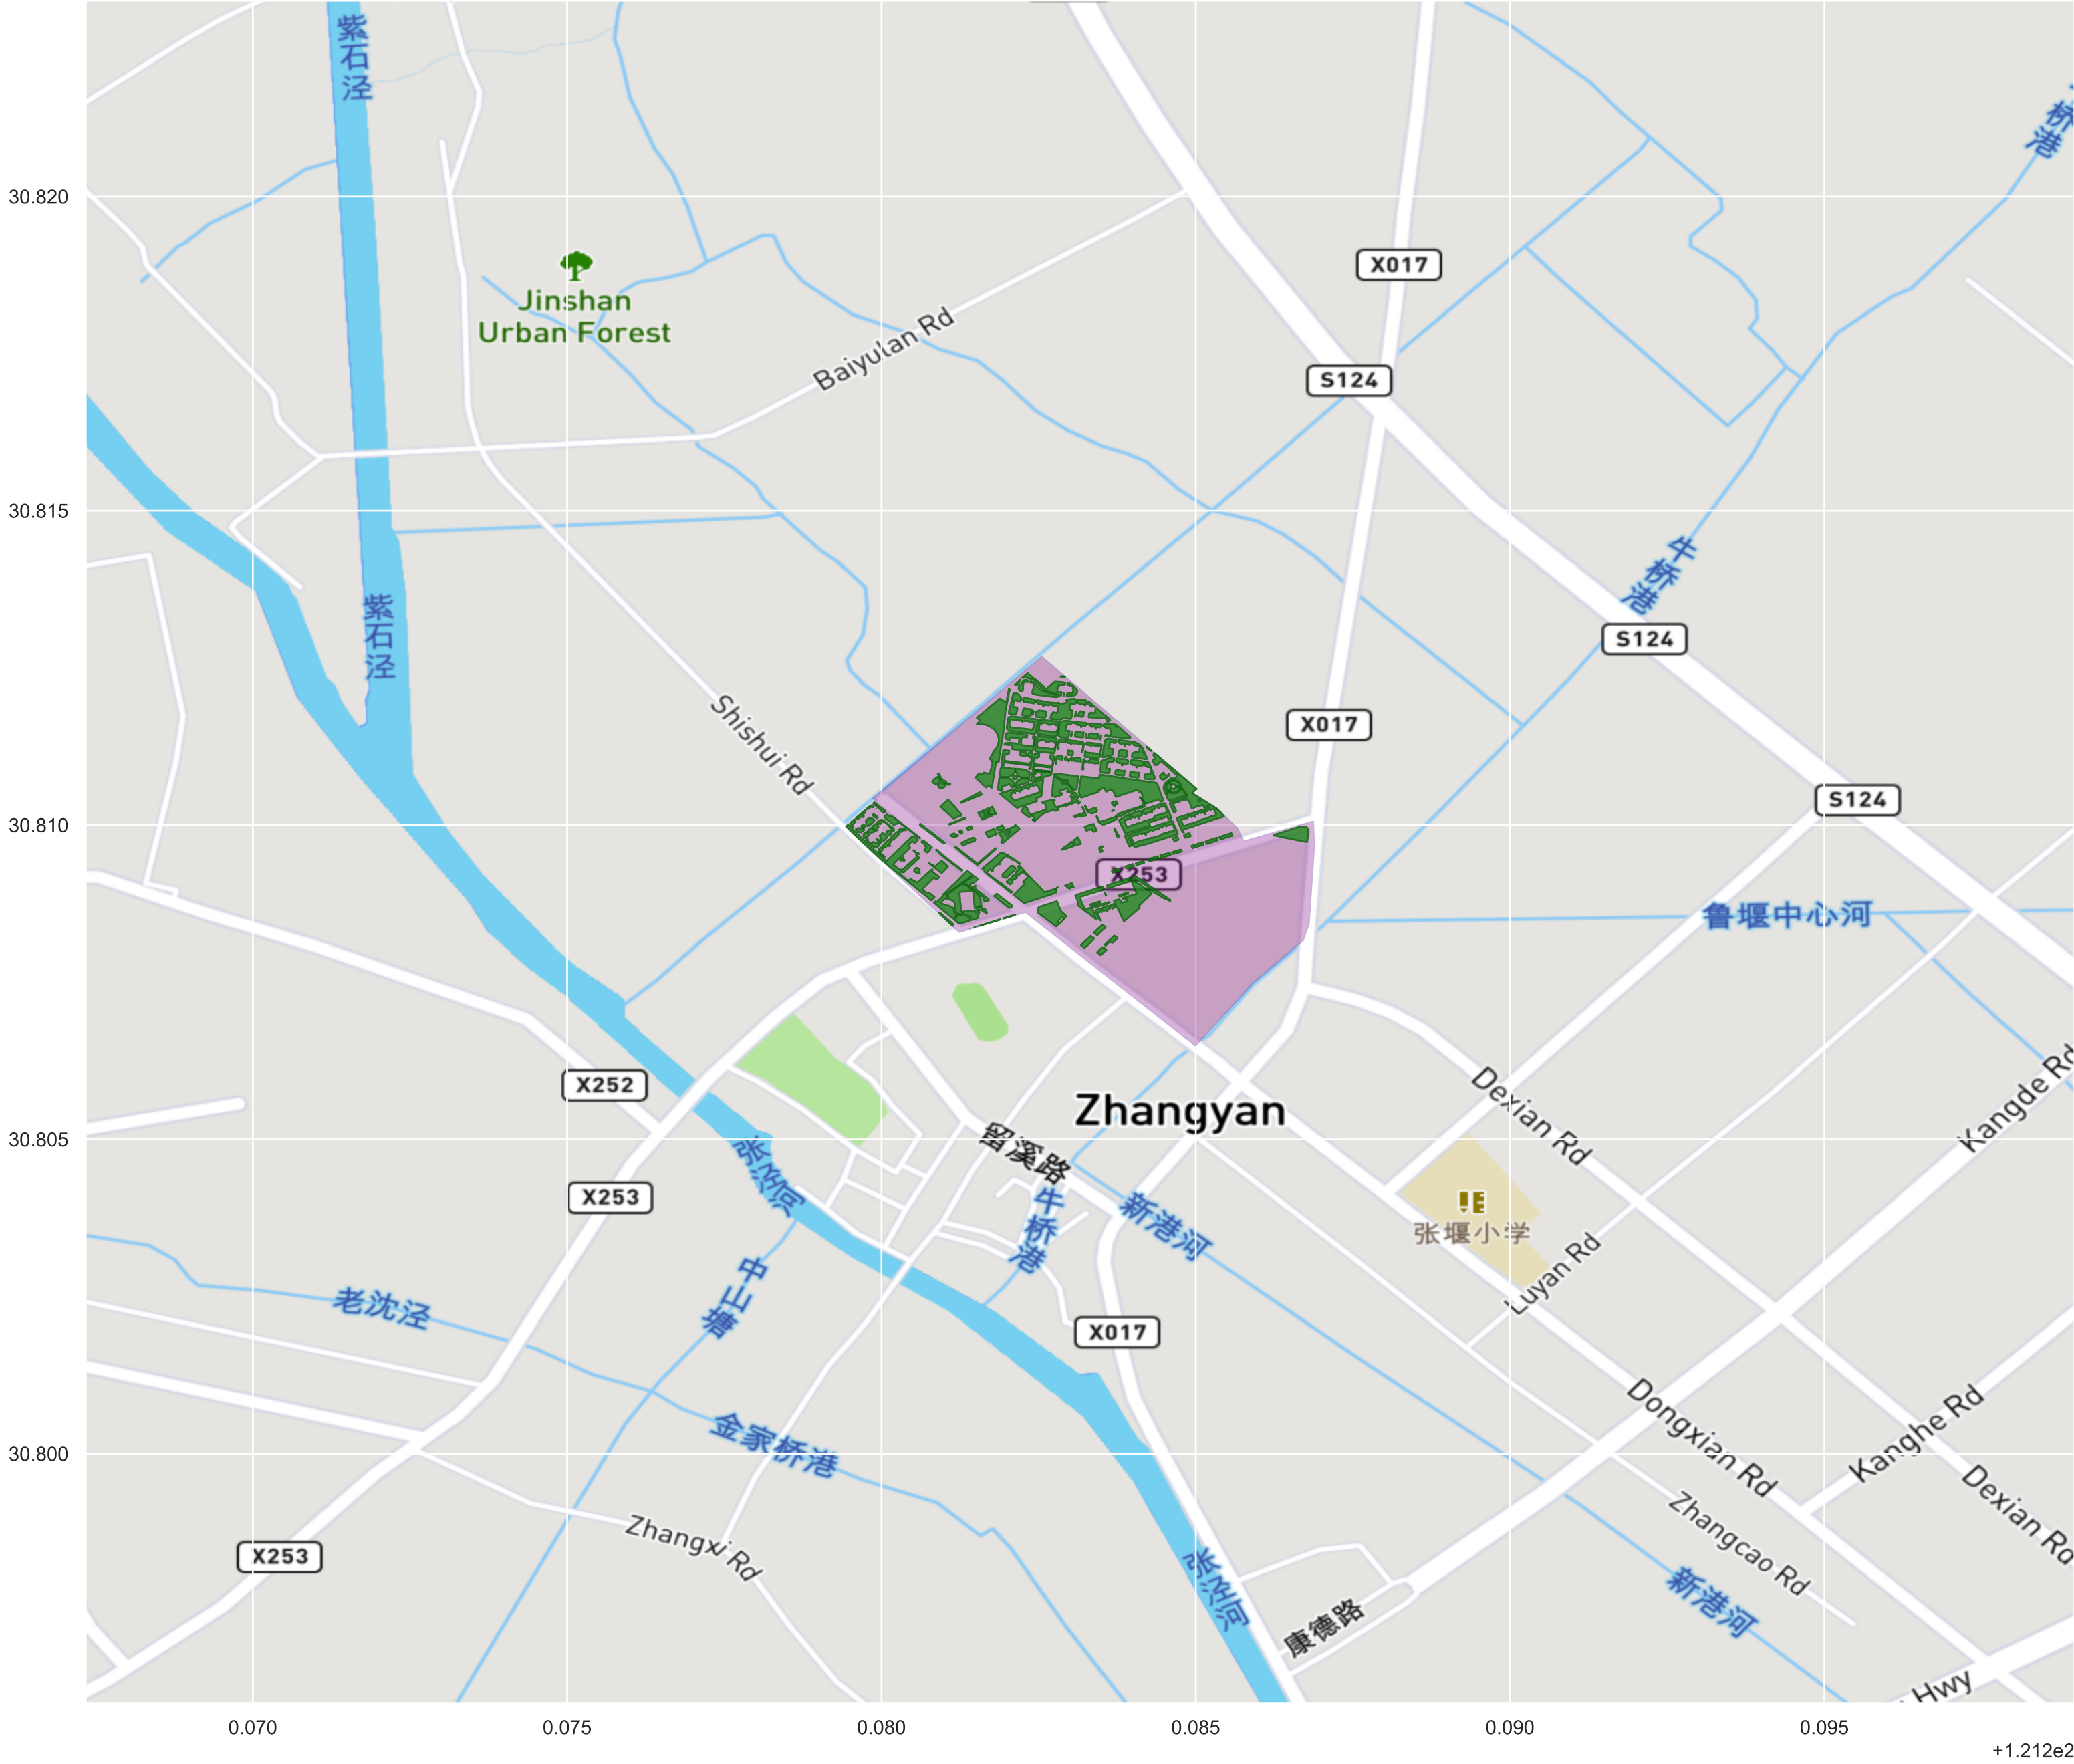 紫石泾
桥港
30.820
X017
Jinshan
Urban Forest
Baiyulan Rd
S124
30.815
牛桥港
紫石泾
S124
Shishui Rd
X017
30.810
S124
X253
鲁堰中心河
X252
Zhangyan
Dexian Rd
Kangde Rd
30.805
留溪路
张泾河
X253
牛桥港
新港河
张堰小学
Luyan Rd
中山塘
老沈泾
X017
金家桥港
Dongxian Rd
Kanghe Rd
30.800
Dexian Rd
Zhangxi Rd
Zhangcao Rd
X253
张泾河
新港河
康德路
Hwy
0.070 0.075 0.080 0.085 0.090 0.095
+1.212e2